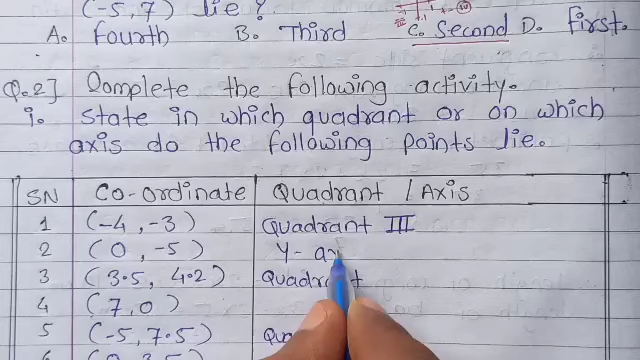 (-5, 7) lie?
A. Fourth B. Third C. Second D. First.
Q.2] Complete the following activity.
i. State in which quadrant or on which
axis do the following points lie.
SN Co-ordinate Quadrant / Axis
1 (-4, -3) Quadrant III
2 (0, -5) Y-ax
3 (3.5, 4.2) Quadrant
4 (7, 0)
5 (-5, 7.5)